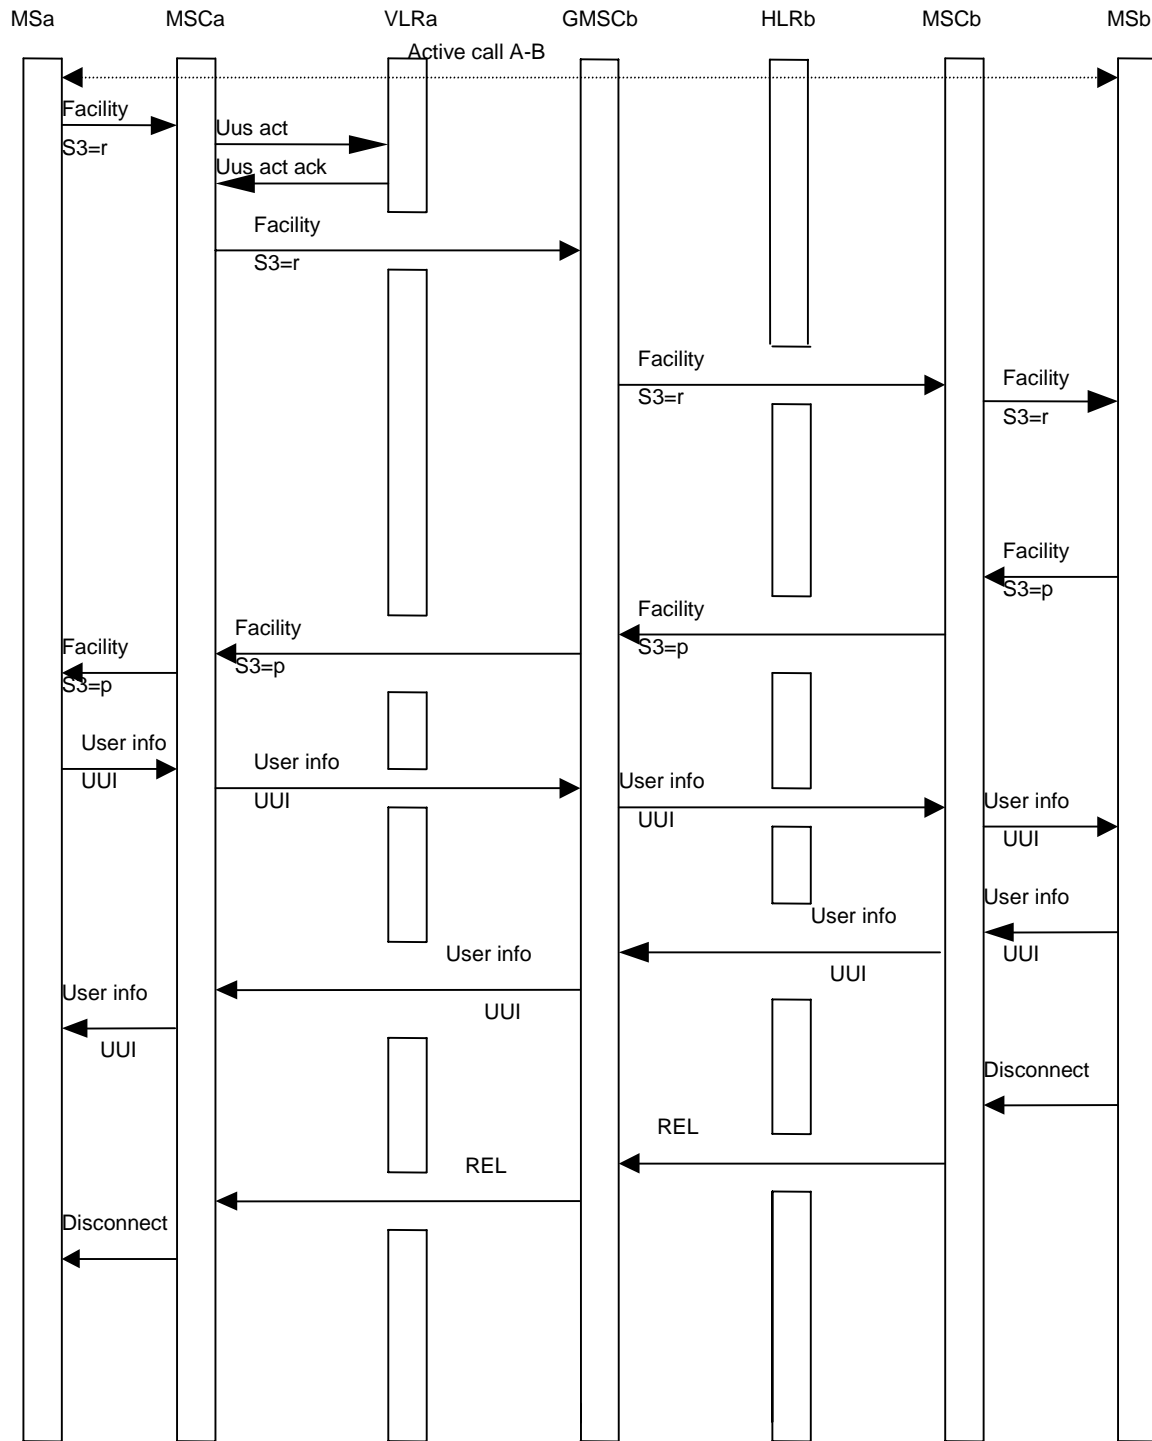 MSa MSCa VLRa GMSCb HLRb MSCb MSb
Active call A-B
Facility
S3=r
Uus act
Uus act ack
Facility
S3=r
Facility
S3=r
Facility
S3=r
Facility
S3=p
Facility
S3=p
Facility
S3=p
Facility
S3=p
User info
UUI
User info
UUI
User info
UUI
User info
UUI
User info
UUI
User info
UUI
User info
UUI
User info
UUI
Disconnect
REL
REL
Disconnect